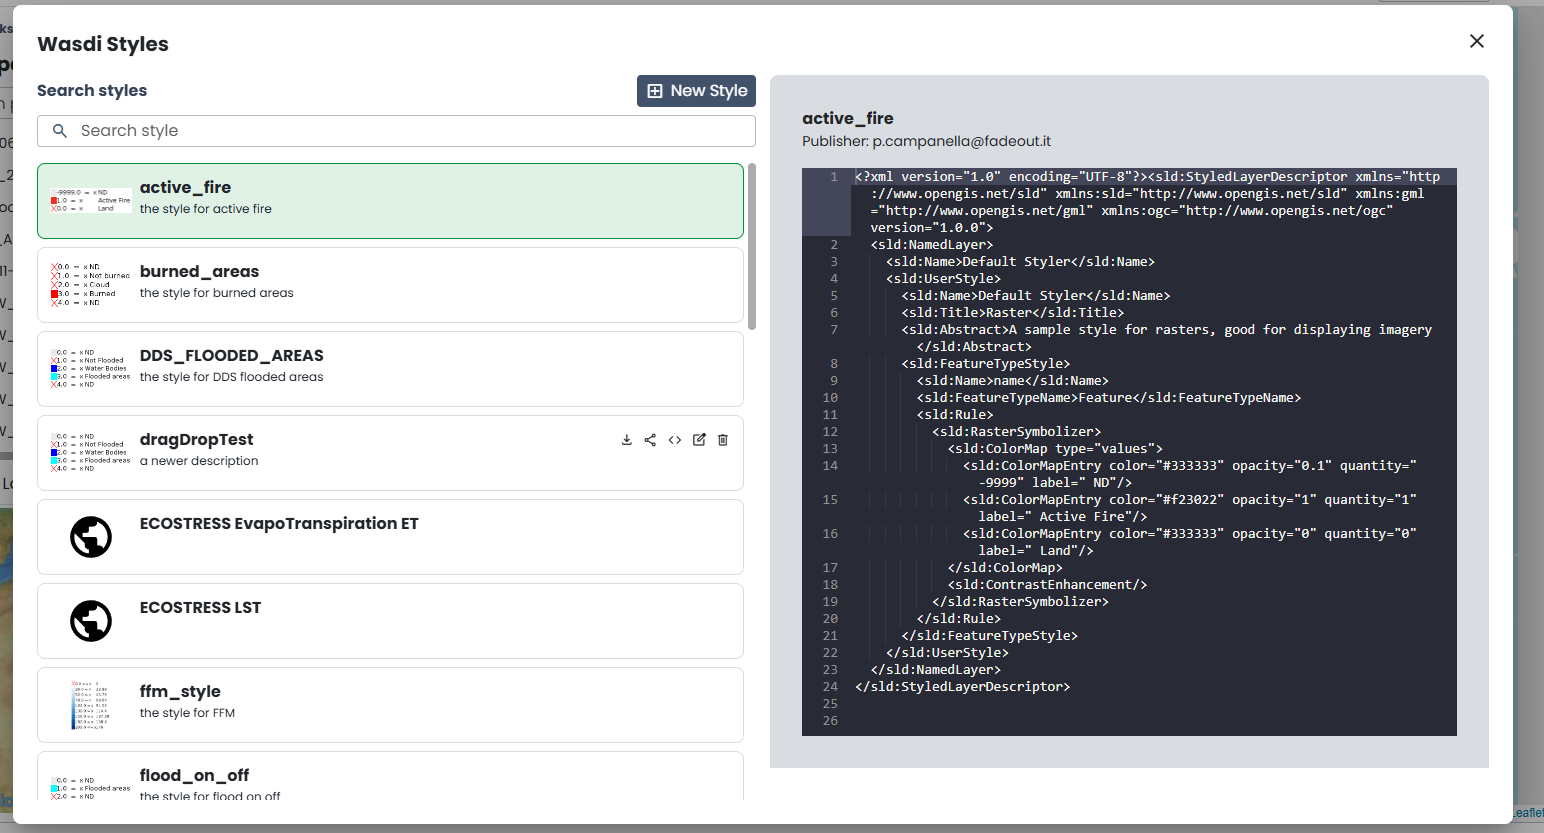 Wasdi Styles
Search styles
New Style
Search style
-9999.0 = x ND
1.0 = x Active Fire
0.0 = x Land
active_fire
the style for active fire
0.0 = x ND
1.0 = x Not burned
2.0 = x Cloud
3.0 = x Burned
4.0 = x ND
burned_areas
the style for burned areas
0.0 = x ND
1.0 = x Not Flooded
2.0 = x Water Bodies
3.0 = x Flooded areas
4.0 = x ND
DDS_FLOODED_AREAS
the style for DDS flooded areas
0.0 = x ND
1.0 = x Not Flooded
2.0 = x Water Bodies
3.0 = x Flooded areas
4.0 = x ND
dragDropTest
a newer description
ECOSTRESS EvapoTranspiration ET
ECOSTRESS LST
ffm_style
the style for FFM
0.0 = x ND
1.0 = x Flooded areas
2.0 = x ND
flood_on_off
the style for flood on off
active_fire
Publisher: p.campanella@fadeout.it
1 <?xml version="1.0" encoding="UTF-8"?><sld:StyledLayerDescriptor xmlns="http
://www.opengis.net/sld" xmlns:sld="http://www.opengis.net/sld" xmlns:gml
="http://www.opengis.net/gml" xmlns:ogc="http://www.opengis.net/ogc"
version="1.0.0">
2 <sld:NamedLayer>
3 <sld:Name>Default Styler</sld:Name>
4 <sld:UserStyle>
5 <sld:Name>Default Styler</sld:Name>
6 <sld:Title>Raster</sld:Title>
7 <sld:Abstract>A sample style for rasters, good for displaying imagery
</sld:Abstract>
8 <sld:FeatureTypeStyle>
9 <sld:Name>name</sld:Name>
10 <sld:FeatureTypeName>Feature</sld:FeatureTypeName>
11 <sld:Rule>
12 <sld:RasterSymbolizer>
13 <sld:ColorMap type="values">
14 <sld:ColorMapEntry color="#333333" opacity="0.1" quantity="
-9999" label=" ND"/>
15 <sld:ColorMapEntry color="#f23022" opacity="1" quantity="1"
label=" Active Fire"/>
16 <sld:ColorMapEntry color="#333333" opacity="0" quantity="0"
label=" Land"/>
17 </sld:ColorMap>
18 <sld:ContrastEnhancement/>
19 </sld:RasterSymbolizer>
20 </sld:Rule>
21 </sld:FeatureTypeStyle>
22 </sld:UserStyle>
23 </sld:NamedLayer>
24 </sld:StyledLayerDescriptor>
25
26
Leaflet